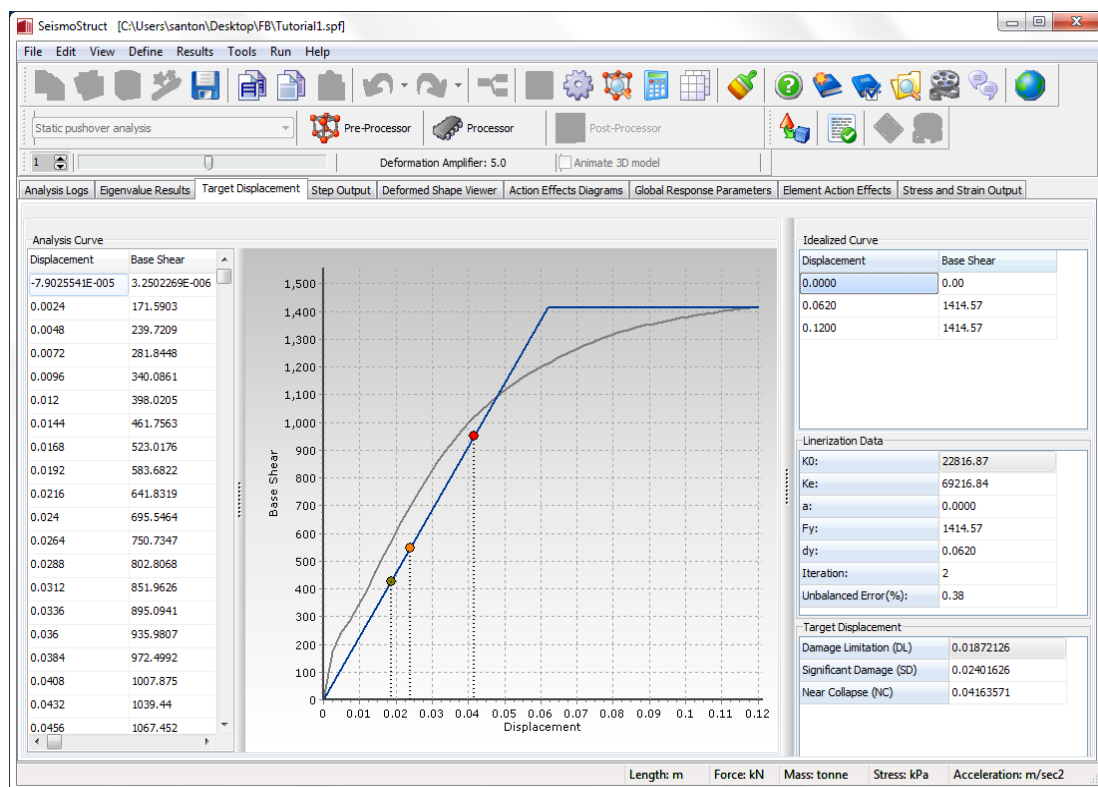 SeismoStruct [C:\Users\santon\Desktop\FB\Tutorial1.spf]
File Edit View Define Results Tools Run Help
Static pushover analysis Pre-Processor Processor Post-Processor
1 Deformation Amplifier: 5.0 Animate 3D model
Analysis Logs Eigenvalue Results Target Displacement Step Output Deformed Shape Viewer Action Effects Diagrams Global Response Parameters Element Action Effects Stress and Strain Output
Analysis Curve
Displacement Base Shear
-7.9025541E-005 3.2502269E-006
0.0024 171.5903
0.0048 239.7209
0.0072 281.8448
0.0096 340.0861
0.012 398.0205
0.0144 461.7563
0.0168 523.0176
0.0192 583.6822
0.0216 641.8319
0.024 695.5464
0.0264 750.7347
0.0288 802.8068
0.0312 851.9626
0.0336 895.0941
0.036 935.9807
0.0384 972.4992
0.0408 1007.875
0.0432 1039.44
0.0456 1067.452
Base Shear
1,500
1,400
1,300
1,200
1,100
1,000
900
800
700
600
500
400
300
200
100
0
0 0.01 0.02 0.03 0.04 0.05 0.06 0.07 0.08 0.09 0.1 0.11 0.12
Displacement
Idealized Curve
Displacement Base Shear
0.0000 0.00
0.0620 1414.57
0.1200 1414.57
Linerization Data
K0: 22816.87
Ke: 69216.84
a: 0.0000
Fy: 1414.57
dy: 0.0620
Iteration: 2
Unbalanced Error(%): 0.38
Target Displacement
Damage Limitation (DL) 0.01872126
Significant Damage (SD) 0.02401626
Near Collapse (NC) 0.04163571
Length: m Force: kN Mass: tonne Stress: kPa Acceleration: m/sec2